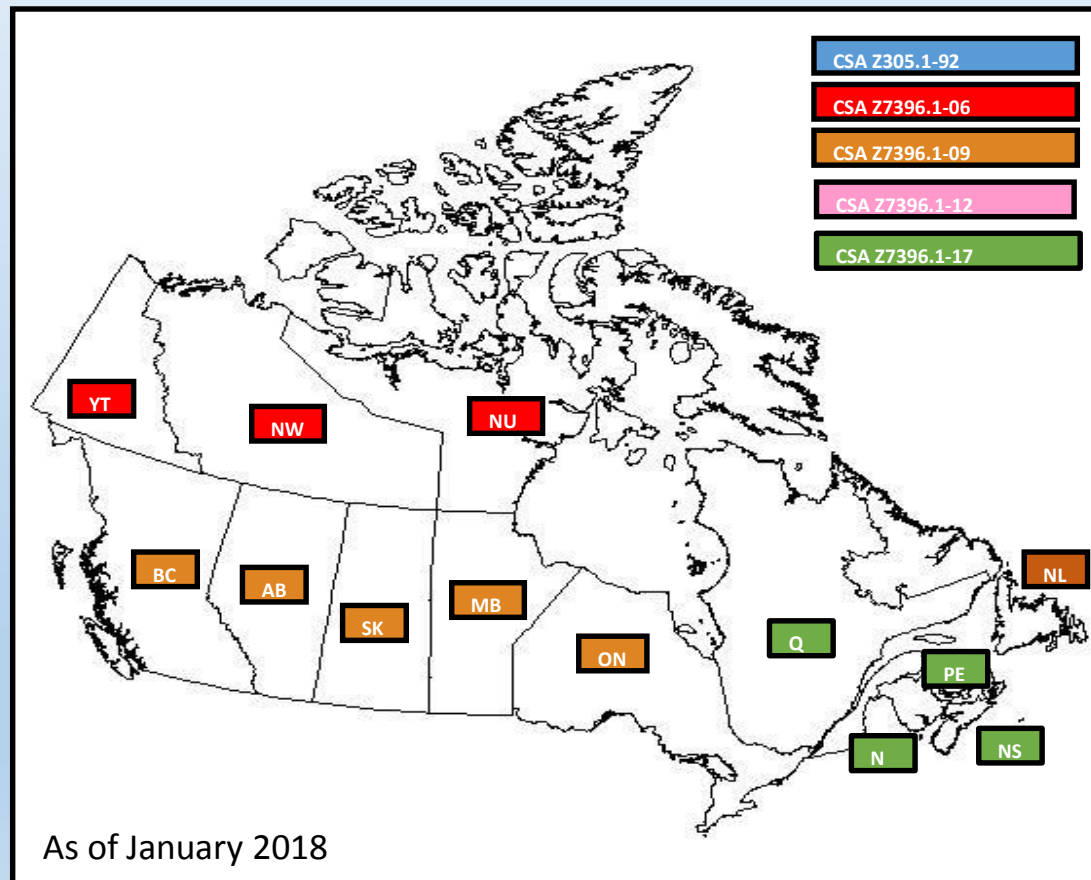 CSA Z305.1-92
CSA Z7396.1-06
CSA Z7396.1-09
CSA Z7396.1-12
CSA Z7396.1-17
YT
NW
NU
BC
AB
SK
MB
ON
Q
NL
PE
N
NS
As of January 2018